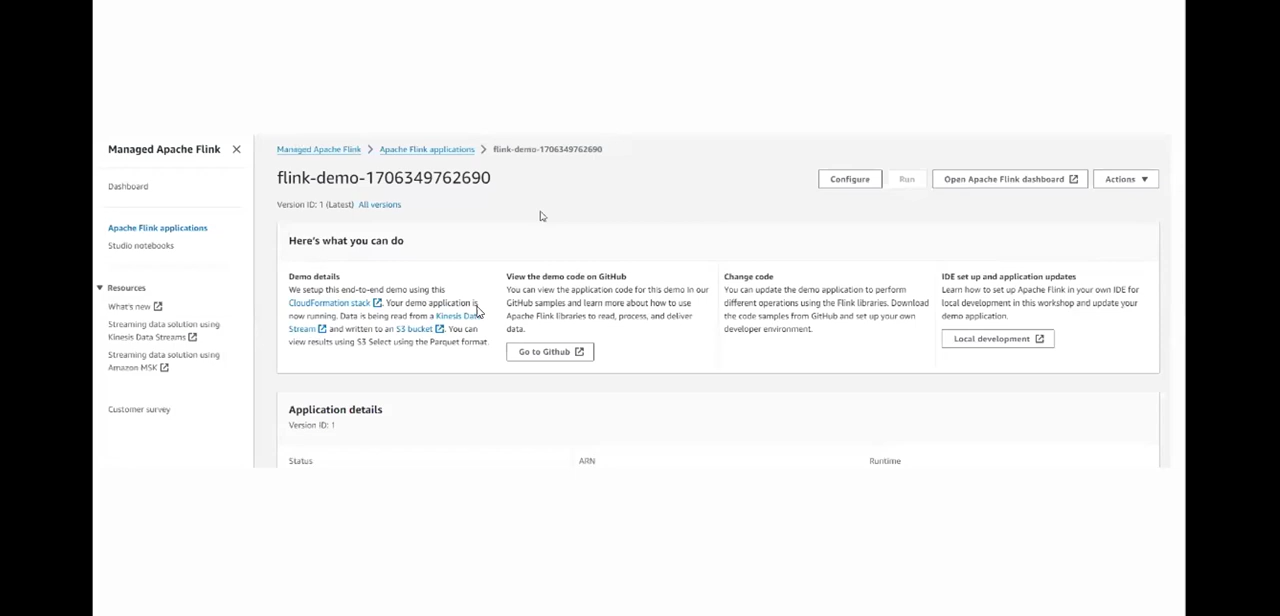 Managed Apache Flink
Dashboard
Apache Flink applications
Studio notebooks
Resources
What's new
Streaming data solution using
Kinesis Data Streams
Streaming data solution using
Amazon MSK
Customer survey
Managed Apache Flink > Apache Flink applications > flink-demo-1706349762690
flink-demo-1706349762690
Configure
Run
Open Apache Flink dashboard
Actions
Version ID: 1 (Latest) All versions
Here's what you can do
Demo details
We setup this end-to-end demo using this
CloudFormation stack. Your demo application is
now running. Data is being read from a Kinesis Data
Stream and written to an S3 bucket. You can
view results using S3 Select using the Parquet format.
View the demo code on GitHub
You can view the application code for this demo in our
GitHub samples and learn more about how to use
Apache Flink libraries to read, process, and deliver
data.
Go to Github
Change code
You can update the demo application to perform
different operations using the Flink libraries. Download
the code samples from GitHub and set up your own
developer environment.
IDE set up and application updates
Learn how to set up Apache Flink in your own IDE for
local development in this workshop and update your
demo application.
Local development
Application details
Version ID: 1
Status
ARN
Runtime